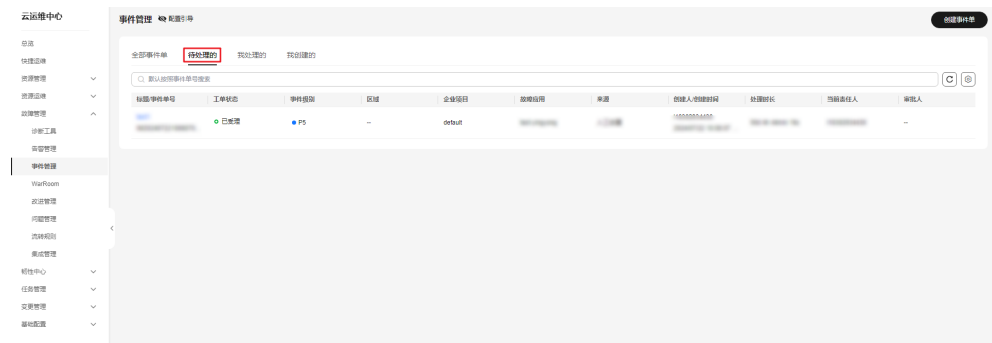 云运维中心
事件管理 配置引导
创建事件单
总览
快捷运维
资源管理
资源运维
故障管理
诊断工具
告警管理
事件管理
WarRoom
改进管理
问题管理
流转规则
集成管理
韧性中心
任务管理
变更管理
基础配置
全部事件单 待处理的 我处理的 我创建的
默认按照事件单号搜索
标题/事件单号 工单状态 事件级别 区域 企业项目 故障应用 来源 创建人/创建时间 处理时长 当前责任人 审批人
已受理 P5 -- default --